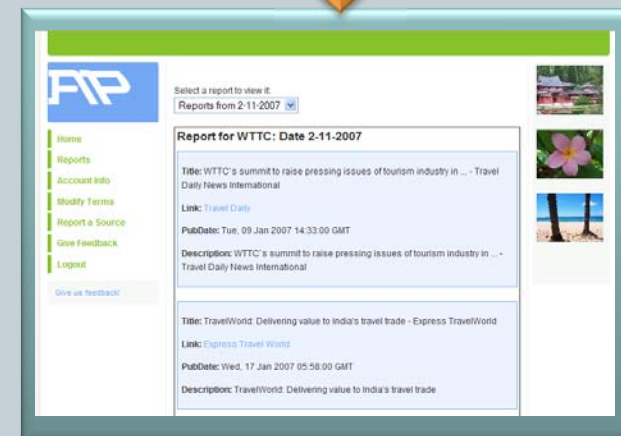 Select a report to view it:
Reports from 2-11-2007
Home
Reports
Account Info
Modify Terms
Report a Source
Give Feedback
Logout
Give us feedback!
Report for WTTC: Date 2-11-2007
Title: WTTC`s summit to raise pressing issues of tourism industry in ... - Travel
Daily News International
Link: Travel Daily
PubDate: Tue, 09 Jan 2007 14:33:00 GMT
Description: WTTC`s summit to raise pressing issues of tourism industry in ... -
Travel Daily News International
Title: TravelWorld: Delivering value to India's travel trade - Express TravelWorld
Link: Express Travel World
PubDate: Wed, 17 Jan 2007 05:58:00 GMT
Description: TravelWorld: Delivering value to India's travel trade